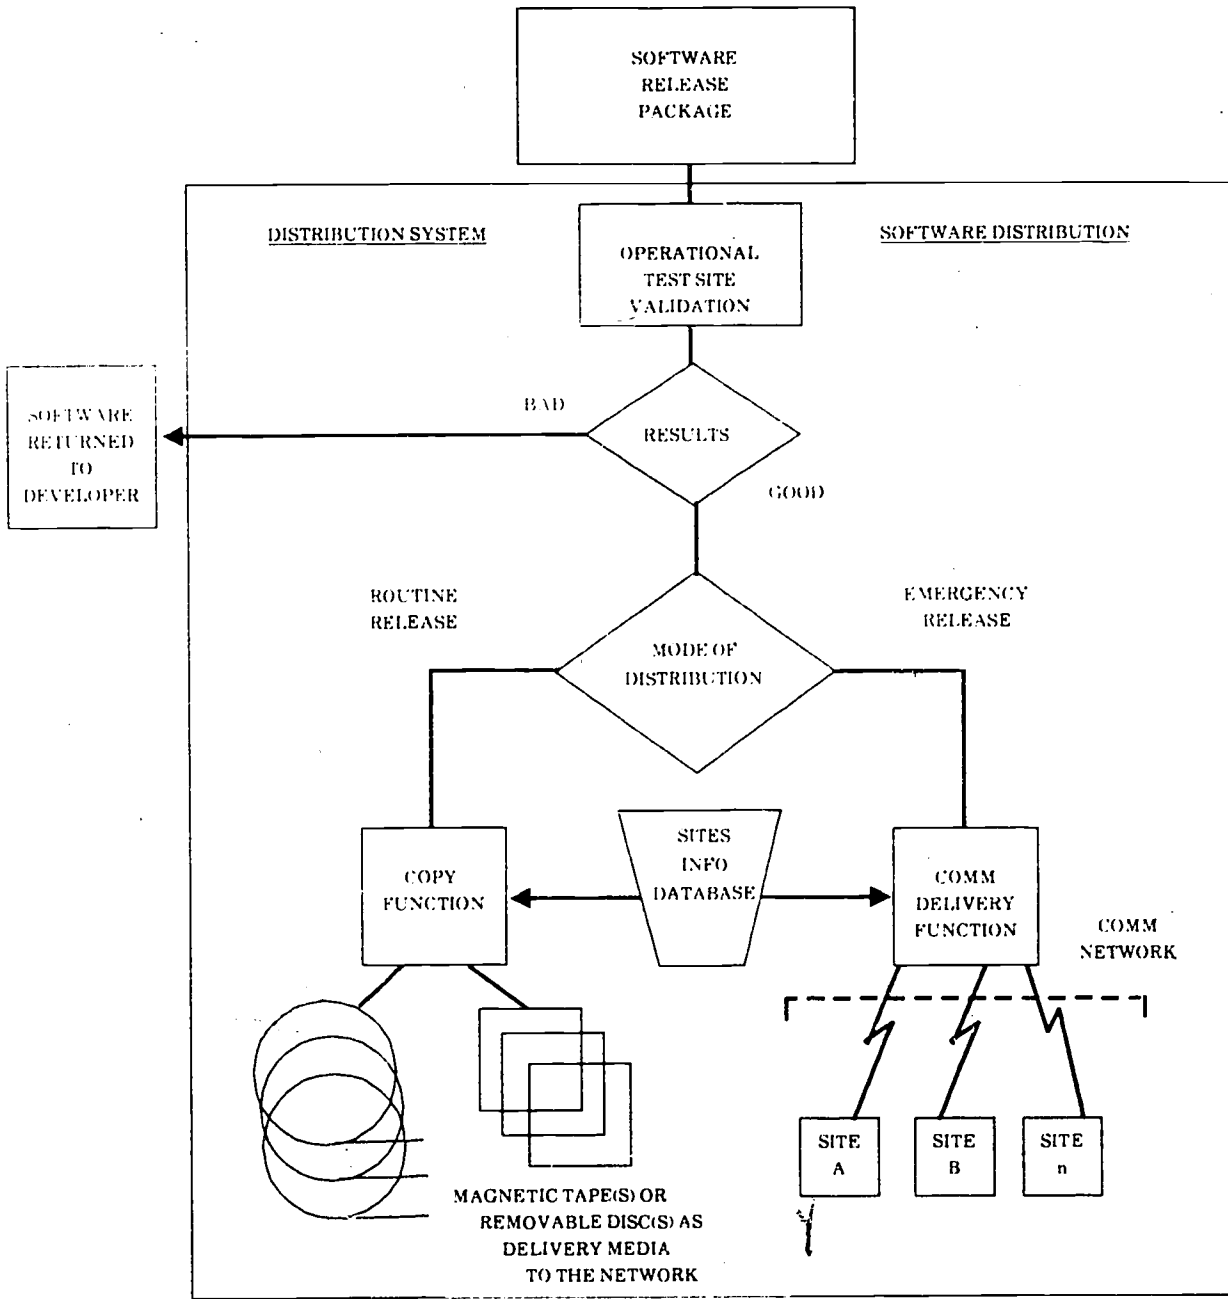 SOFTWARE
RELEASE
PACKAGE
DISTRIBUTION SYSTEM
SOFTWARE DISTRIBUTION
OPERATIONAL
TEST SITE
VALIDATION
BAD
RESULTS
GOOD
SOFTWARE
RETURNED
TO
DEVELOPER
ROUTINE
RELEASE
EMERGENCY
RELEASE
MODE OF
DISTRIBUTION
COPY
FUNCTION
SITES
INFO
DATABASE
COMM
DELIVERY
FUNCTION
COMM
NETWORK
SITE
A
SITE
B
SITE
n
MAGNETIC TAPE(S) OR
REMOVABLE DISC(S) AS
DELIVERY MEDIA
TO THE NETWORK